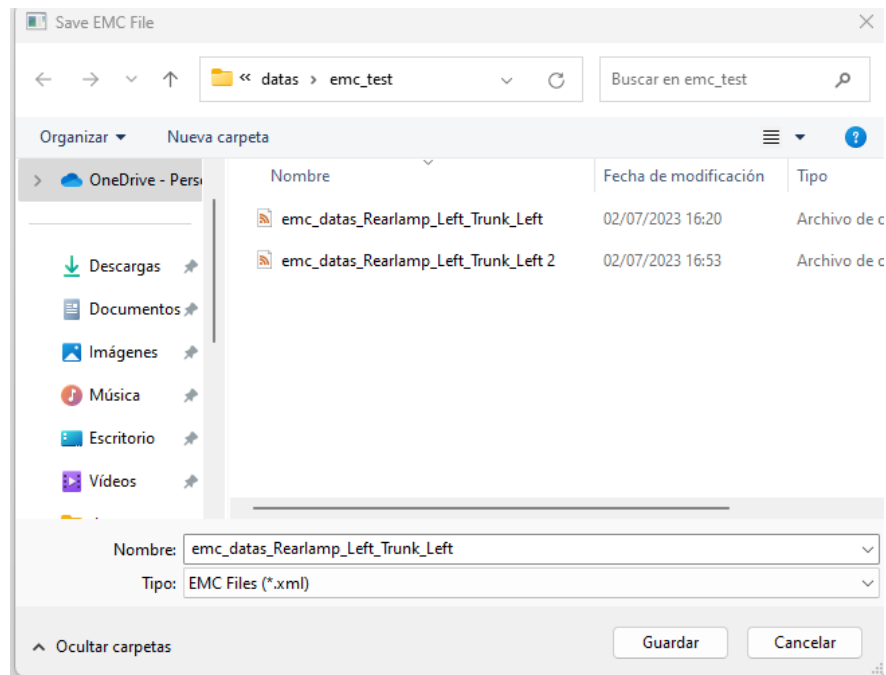 Save EMC File
« datas > emc_test
Buscar en emc_test
Organizar
Nueva carpeta
?
OneDrive - Pers
Nombre
Fecha de modificación
Tipo
emc_datas_Rearlamp_Left_Trunk_Left
02/07/2023 16:20
Archivo de
emc_datas_Rearlamp_Left_Trunk_Left 2
02/07/2023 16:53
Archivo de
Descargas
Documentos
Imágenes
Música
Escritorio
Vídeos
Nombre: emc_datas_Rearlamp_Left_Trunk_Left
Tipo: EMC Files (*.xml)
Ocultar carpetas
Guardar
Cancelar